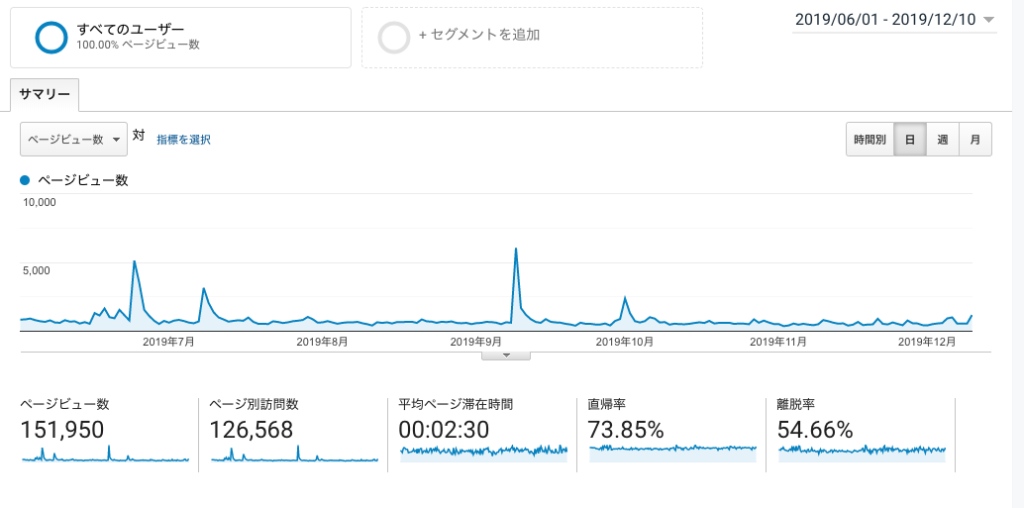 すべてのユーザー
100.00% ページビュー数
+ セグメントを追加
2019/06/01 - 2019/12/10
サマリー
ページビュー数
対
指標を選択
時間別
日
週
月
ページビュー数
10,000
5,000
2019年7月
2019年8月
2019年9月
2019年10月
2019年11月
2019年12月
ページビュー数
151,950
ページ別訪問数
126,568
平均ページ滞在時間
00:02:30
直帰率
73.85%
離脱率
54.66%